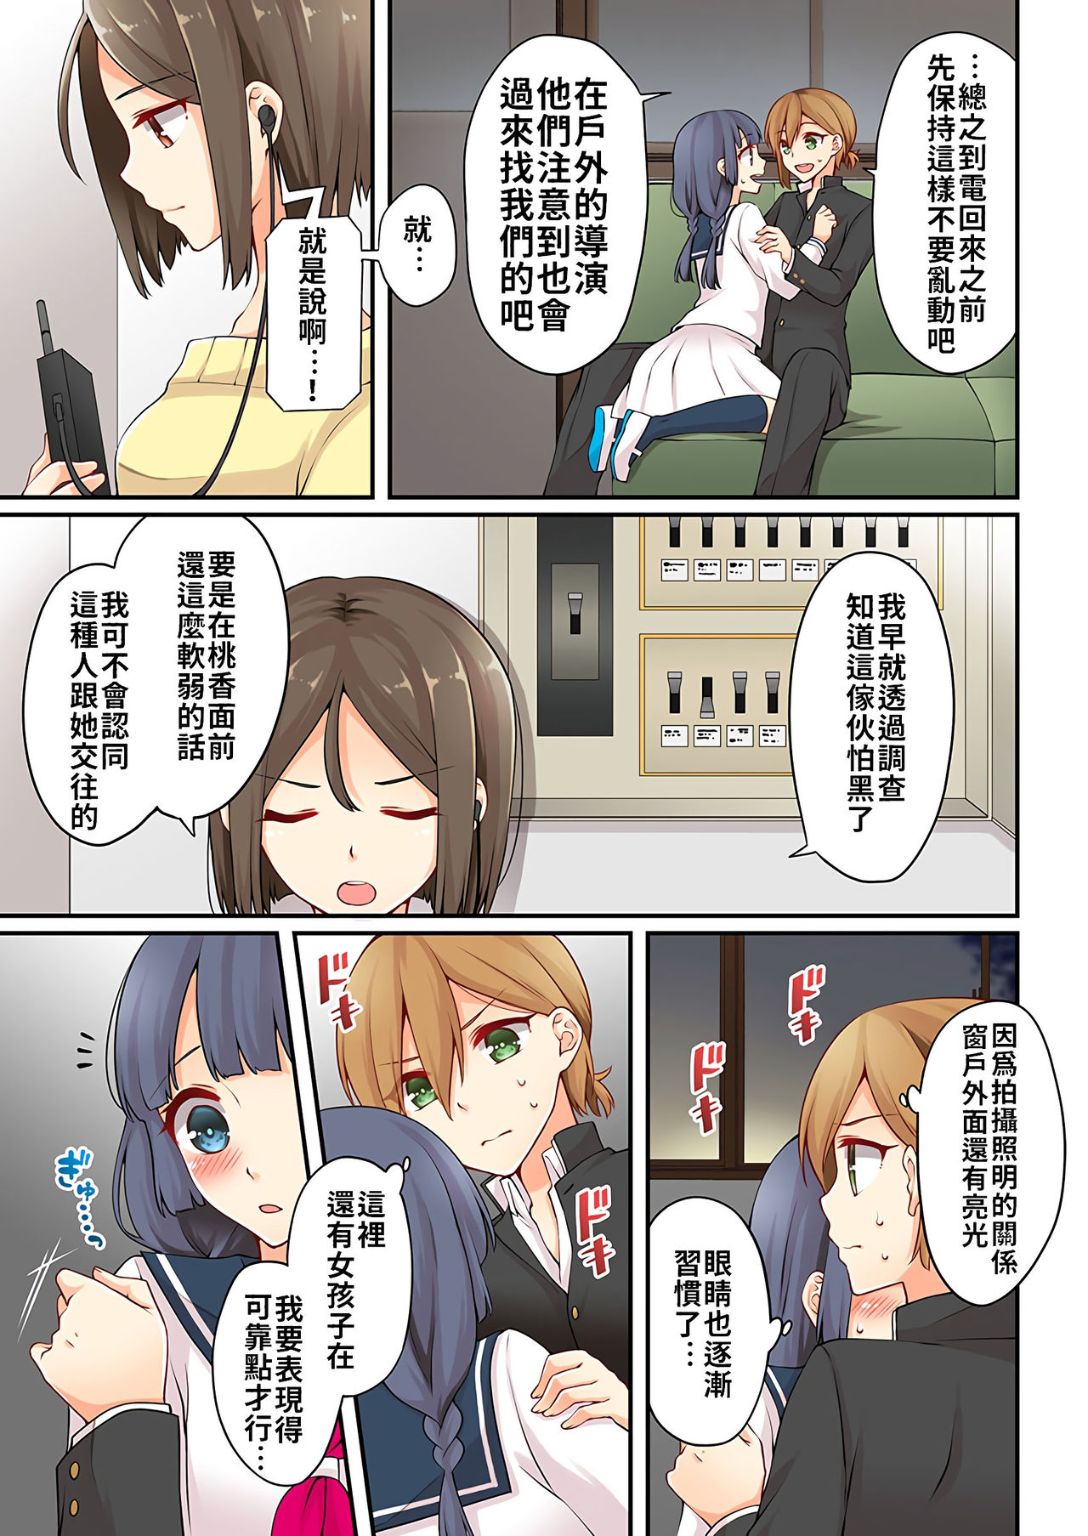 …總之到電回來之前
先保持這樣不要亂動吧
在戶外的導演
他們注意到也會
過來找我們的吧
就…
就是說啊…！
我早就透過調查
知道這傢伙怕黑了
要是在桃香面前
還這麼軟弱的話
我可不會認同
這種人跟她交往的
因為拍攝照明的關係
窗戶外面還有亮光
ドキ
ドキ
眼睛也逐漸
習慣了…
ドキ
ドキ
這裡
還有女孩子在
我要表現得
可靠點才行…
ぎゅ…っ